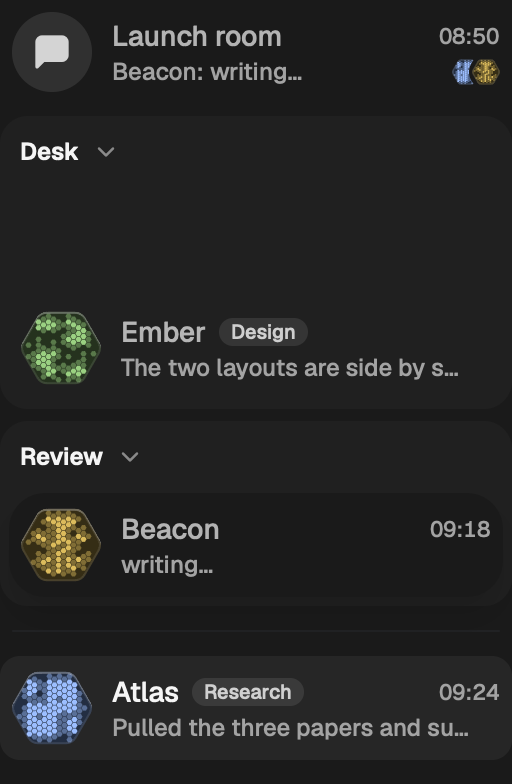 Launch room 08:50
Beacon: writing...
Desk
Ember Design
The two layouts are side by s...
Review
Beacon 09:18
writing...
Atlas Research 09:24
Pulled the three papers and su...